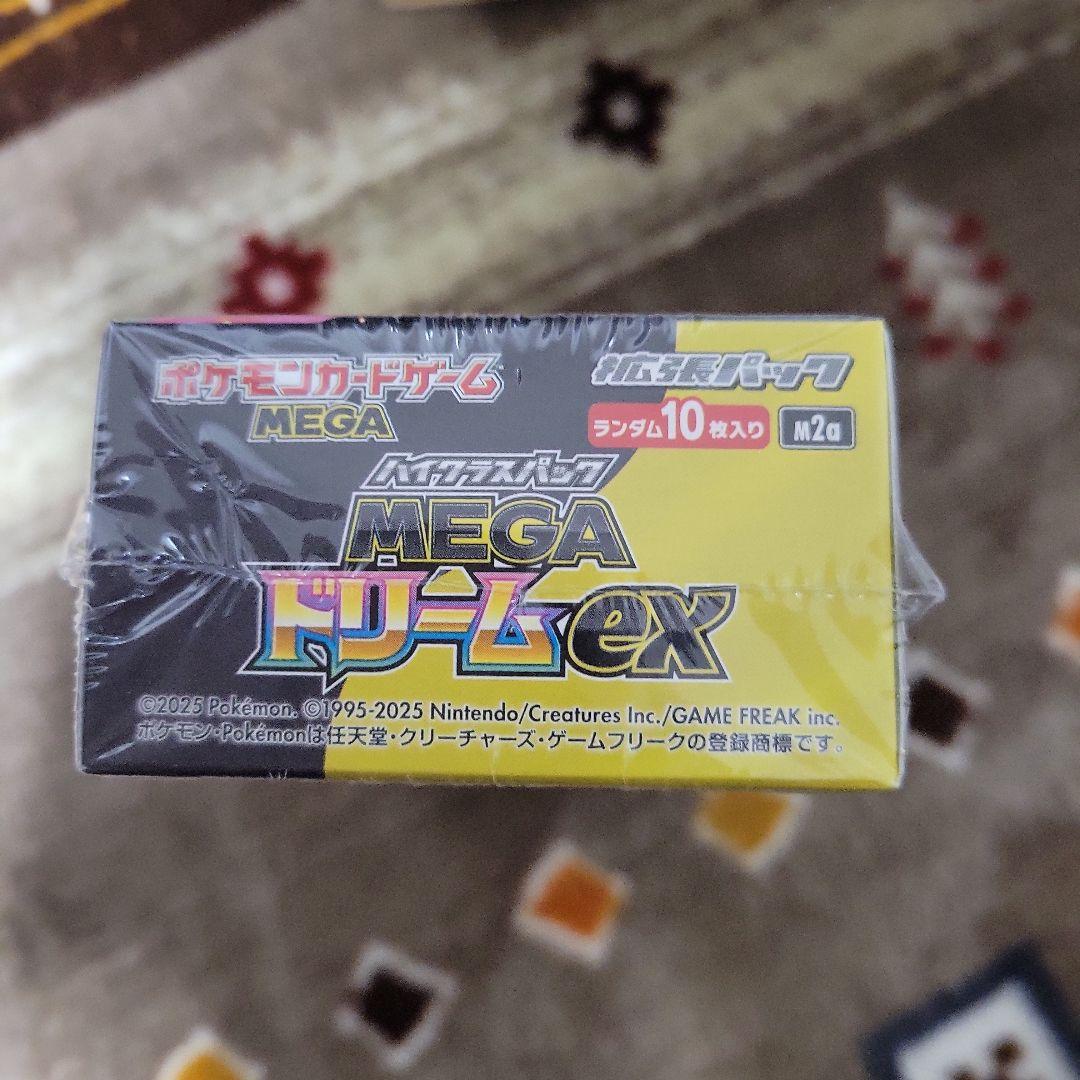 ポケモンカードゲーム
MEGA
拡張パック
ランダム10枚入り
M2a
ハイクラスパック
MEGA
ドリームex
©2025 Pokémon. ©1995-2025 Nintendo/Creatures Inc./GAME FREAK inc.
ポケモン・Pokémonは任天堂・クリーチャーズ・ゲームフリークの登録商標です。